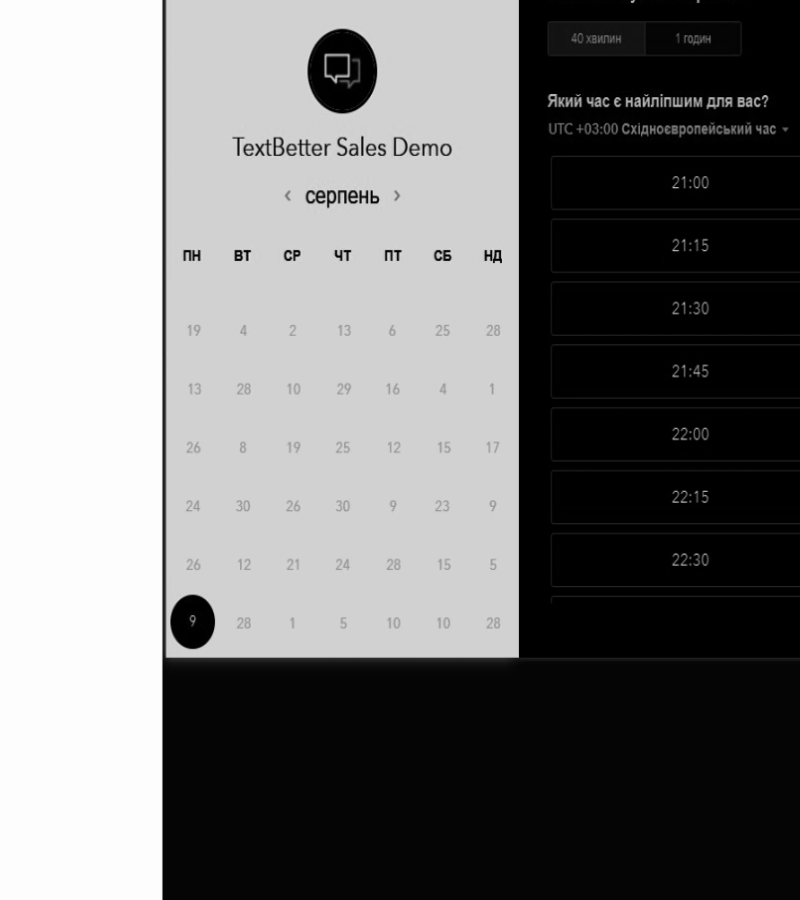 TextBetter Sales Demo
‹ серпень ›
ПН ВТ СР ЧТ ПТ СБ НД
19 4 2 13 6 25 28
13 28 10 29 16 4 1
26 8 19 25 12 15 17
24 30 26 30 9 23 9
26 12 21 24 28 15 5
9 28 1 5 10 10 28
40 хвилин 1 годин
Який час є найліпшим для вас?
UTC +03:00 Східноєвропейський час
21:00
21:15
21:30
21:45
22:00
22:15
22:30